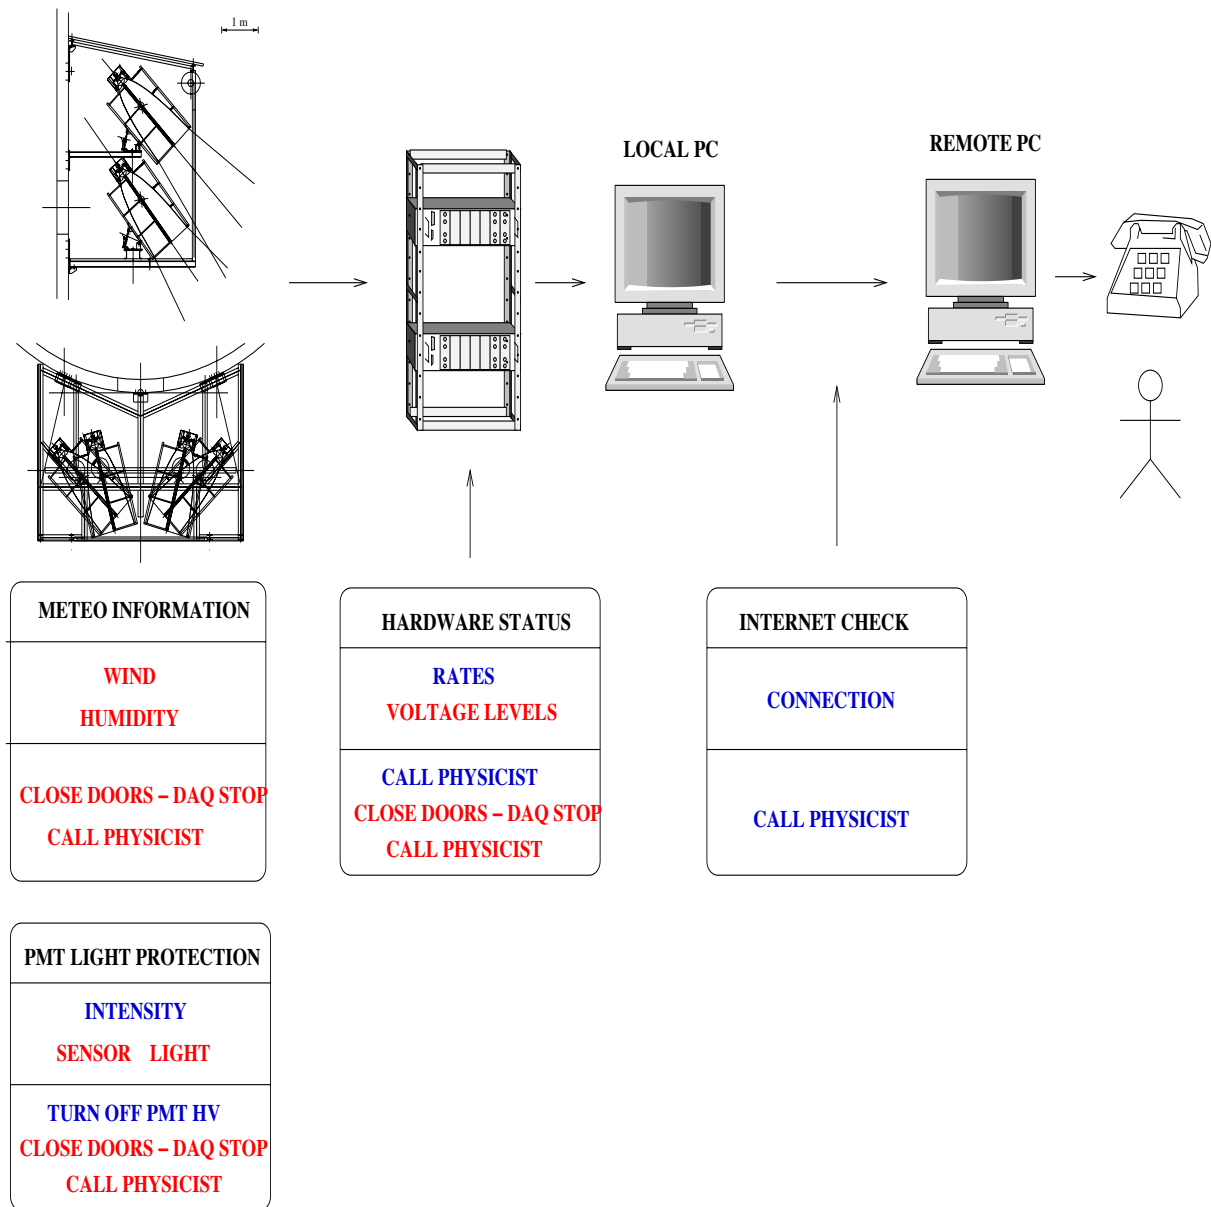 1 m
LOCAL PC
REMOTE PC
METEO INFORMATION
WIND
HUMIDITY
CLOSE DOORS – DAQ STOP
CALL PHYSICIST
HARDWARE STATUS
RATES
VOLTAGE LEVELS
CALL PHYSICIST
CLOSE DOORS – DAQ STOP
CALL PHYSICIST
INTERNET CHECK
CONNECTION
CALL PHYSICIST
PMT LIGHT PROTECTION
INTENSITY
SENSOR LIGHT
TURN OFF PMT HV
CLOSE DOORS – DAQ STOP
CALL PHYSICIST